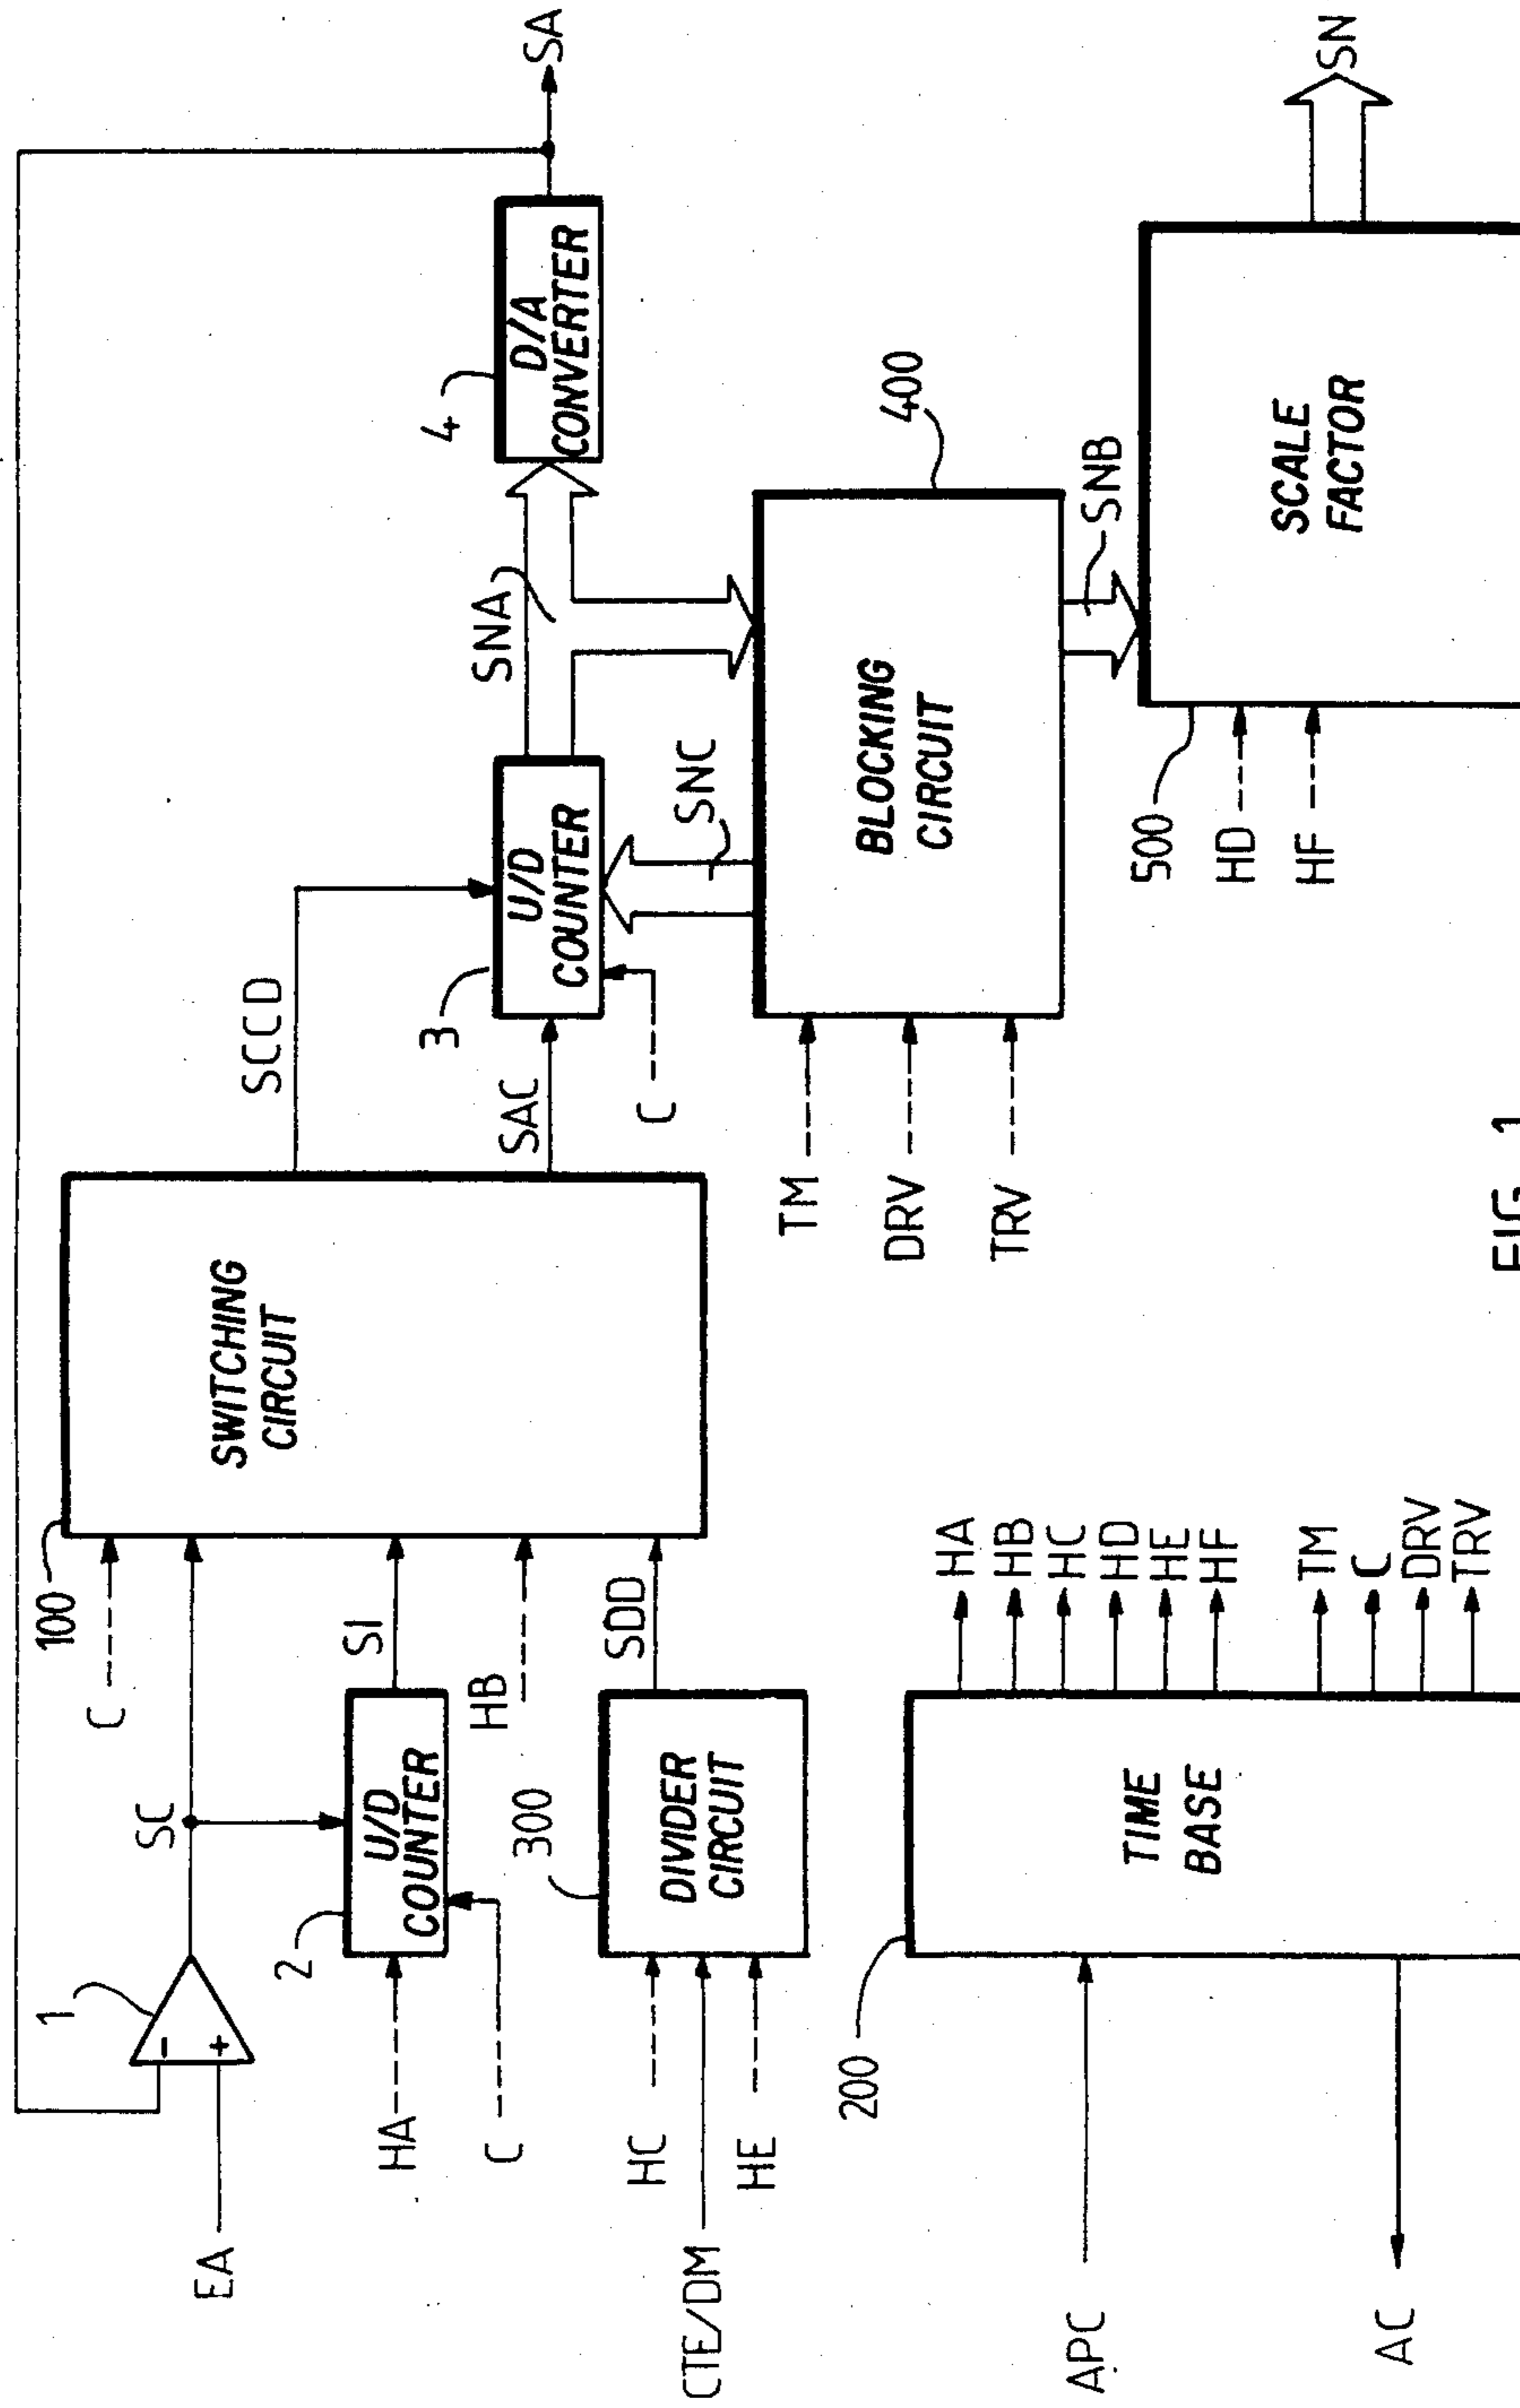 SA
1
EA
SC
C
100
SWITCHING
CIRCUIT
SCCD
HA
C
2
U/D
COUNTER
SI
HB
SAC
3
U/D
COUNTER
C
SNA
SNC
4
D/A
CONVERTER
HC
CTE/DM
HE
300
DIVIDER
CIRCUIT
SDD
TM
DRV
TRV
BLOCKING
CIRCUIT
400
SNB
APC
AC
200
TIME
BASE
HA
HB
HC
HD
HE
HF
TM
C
DRV
TRV
500
HD
HF
SCALE
FACTOR
SN
FIG_1